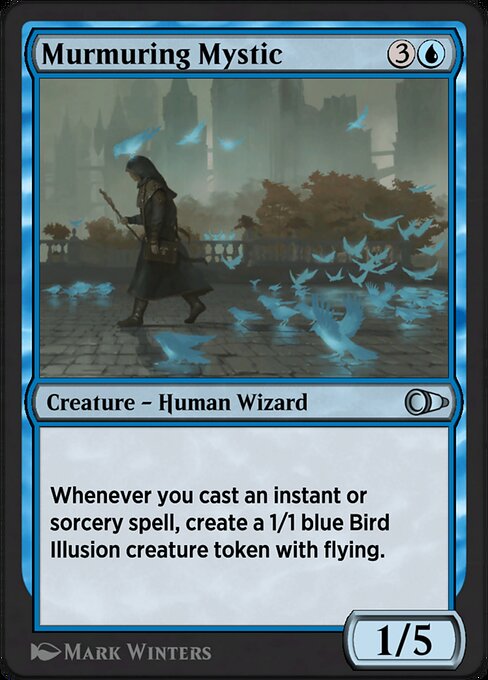 Murmuring Mystic 3
Creature – Human Wizard
Whenever you cast an instant or
sorcery spell, create a 1/1 blue Bird
Illusion creature token with flying.
1/5
Mark Winters